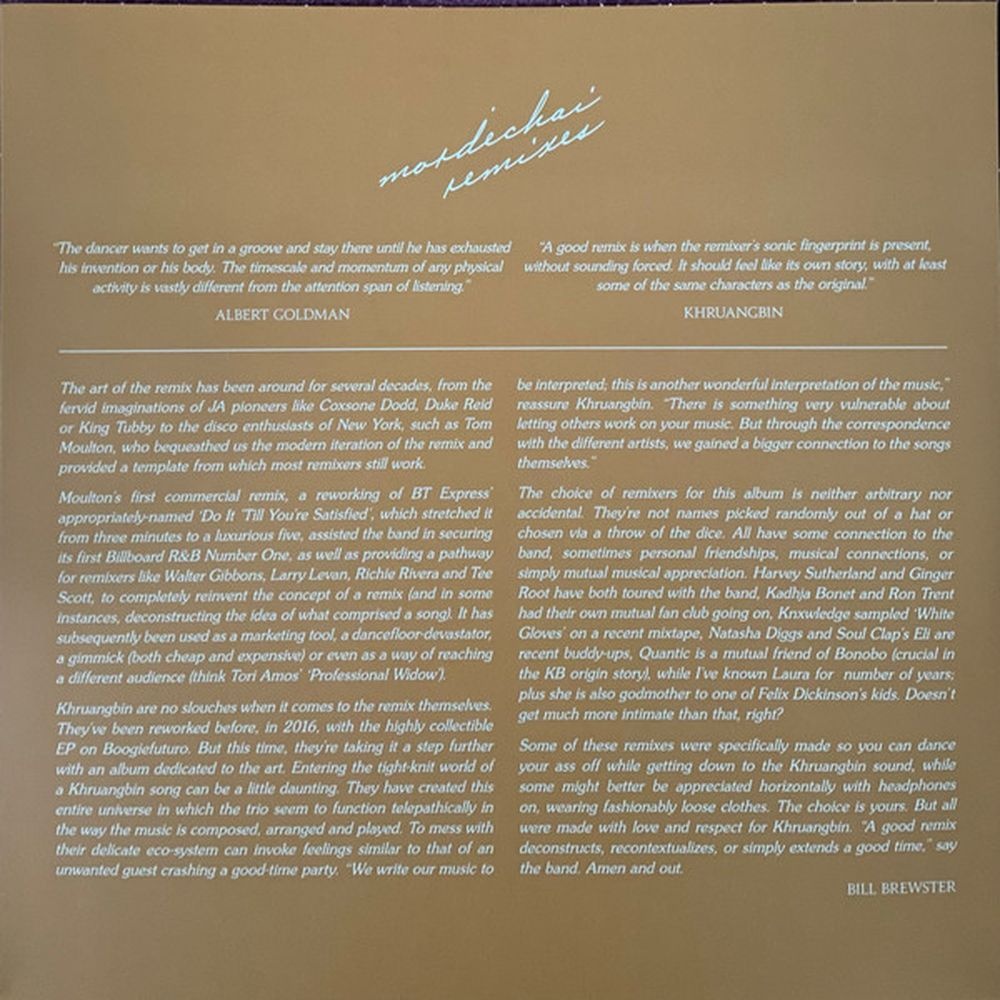 mordechai
remixes
"The dancer wants to get in a groove and stay there until he has exhausted
his invention or his body. The timescale and momentum of any physical
activity is vastly different from the attention span of listening."
ALBERT GOLDMAN
"A good remix is when the remixer's sonic fingerprint is present,
without sounding forced. It should feel like its own story, with at least
some of the same characters as the original."
KHRUANGBIN
The art of the remix has been around for several decades, from the
fervid imaginations of JA pioneers like Coxsone Dodd, Duke Reid
or King Tubby to the disco enthusiasts of New York, such as Tom
Moulton, who bequeathed us the modern iteration of the remix and
provided a template from which most remixers still work.
Moulton's first commercial remix, a reworking of BT Express'
appropriately-named 'Do It 'Till You're Satisfied', which stretched it
from three minutes to a luxurious five, assisted the band in securing
its first Billboard R&B Number One, as well as providing a pathway
for remixers like Walter Gibbons, Larry Levan, Richie Rivera and Tee
Scott, to completely reinvent the concept of a remix (and in some
instances, deconstructing the idea of what comprised a song). It has
subsequently been used as a marketing tool, a dancefloor-devastator,
a gimmick (both cheap and expensive) or even as a way of reaching
a different audience (think Tori Amos' 'Professional Widow').
Khruangbin are no slouches when it comes to the remix themselves.
They've been reworked before, in 2016, with the highly collectible
EP on Boogiefuturo. But this time, they're taking it a step further
with an album dedicated to the art. Entering the tight-knit world of
a Khruangbin song can be a little daunting. They have created this
entire universe in which the trio seem to function telepathically in
the way the music is composed, arranged and played. To mess with
their delicate eco-system can invoke feelings similar to that of an
unwanted guest crashing a good-time party. "We write our music to
be interpreted; this is another wonderful interpretation of the music,"
reassure Khruangbin. "There is something very vulnerable about
letting others work on your music. But through the correspondence
with the different artists, we gained a bigger connection to the songs
themselves."
The choice of remixers for this album is neither arbitrary nor
accidental. They're not names picked randomly out of a hat or
chosen via a throw of the dice. All have some connection to the
band, sometimes personal friendships, musical connections, or
simply mutual musical appreciation. Harvey Sutherland and Ginger
Root have both toured with the band, Kadhja Bonet and Ron Trent
had their own mutual fan club going on, Knxwledge sampled 'White
Gloves' on a recent mixtape, Natasha Diggs and Soul Clap's Eli are
recent buddy-ups, Quantic is a mutual friend of Bonobo (crucial in
the KB origin story), while I've known Laura for number of years;
plus she is also godmother to one of Felix Dickinson's kids. Doesn't
get much more intimate than that, right?
Some of these remixes were specifically made so you can dance
your ass off while getting down to the Khruangbin sound, while
some might better be appreciated horizontally with headphones
on, wearing fashionably loose clothes. The choice is yours. But all
were made with love and respect for Khruangbin. "A good remix
deconstructs, recontextualizes, or simply extends a good time," say
the band. Amen and out.
BILL BREWSTER